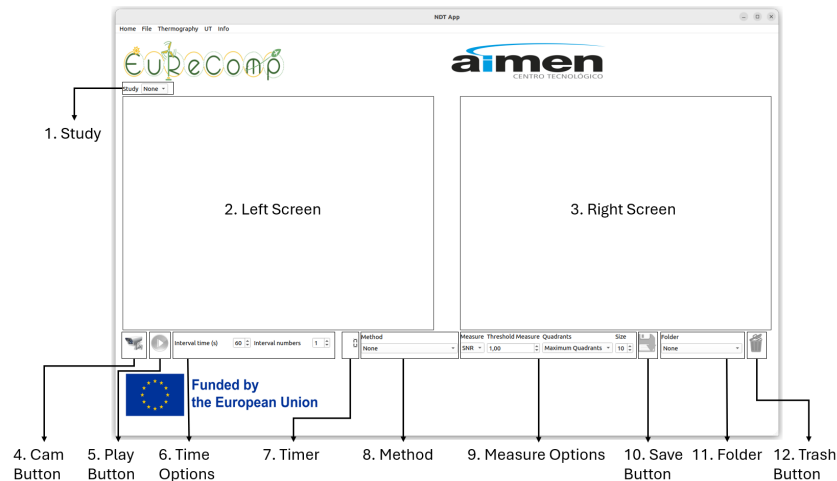 NDT App
Home File Thermography UT Info
EuReComp
aimen
CENTRO TECNOLÓGICO
Study None
1. Study
2. Left Screen
3. Right Screen
Method
Measure Threshold Measure Quadrants Size
Folder
Interval time (s) 60 Interval numbers 1
None
SNR 1,00 Maximum Quadrants 10
None
Funded by
the European Union
4. Cam Button
5. Play Button
6. Time Options
7. Timer
8. Method
9. Measure Options
10. Save Button
11. Folder
12. Trash Button